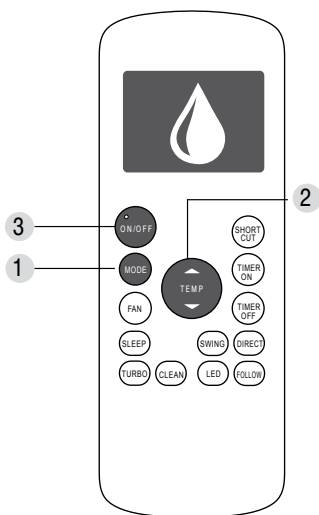 2
3
ON/OFF
SHORT
CUT
1
MODE
TEMP
TIMER
ON
FAN
TIMER
OFF
SLEEP
SWING
DIRECT
TURBO
CLEAN
LED
FOLLOW